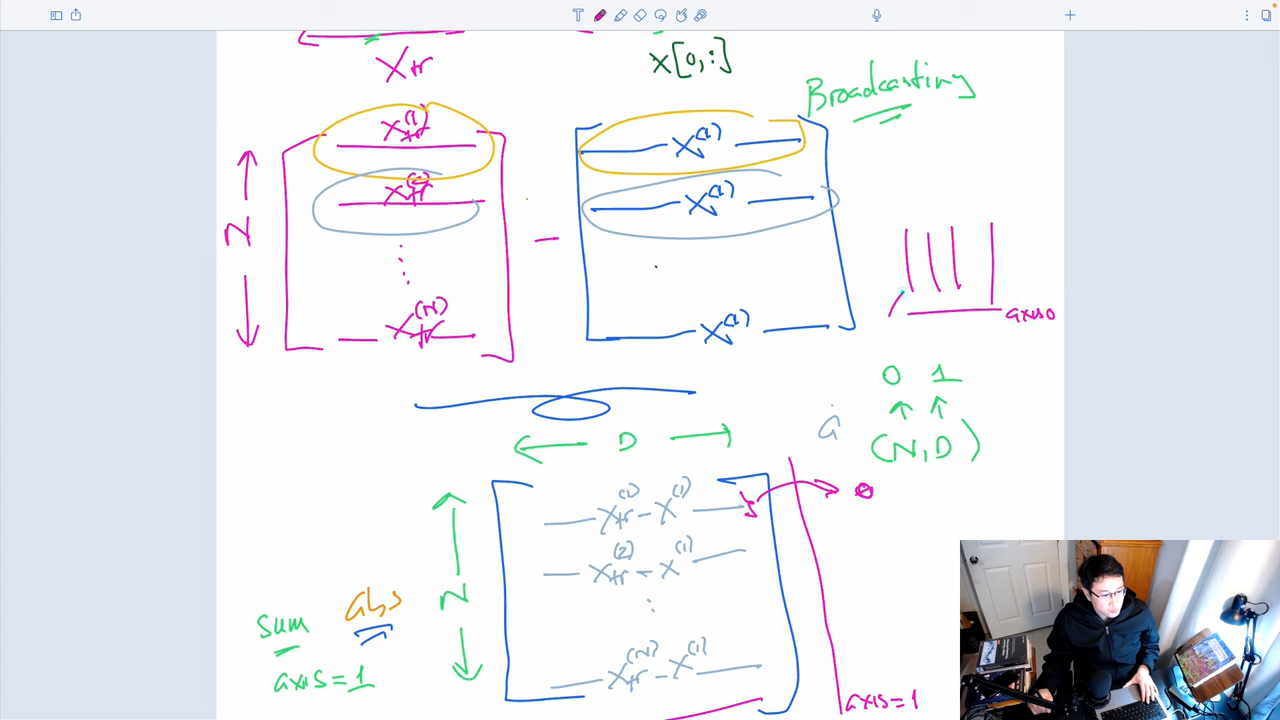 Xtr
X[0,:]
Broadcasting
Xtr(1)
X(1)
Xtr(2)
X(1)
N
⋮
axis0
Xtr(N)
X(1)
0 1
D
a
(N,D)
Xtr(1) - X(1)
0
Xtr(2) - X(1)
N
abs
⋮
sum
Xtr(N) - X(1)
axis=1
axis=1